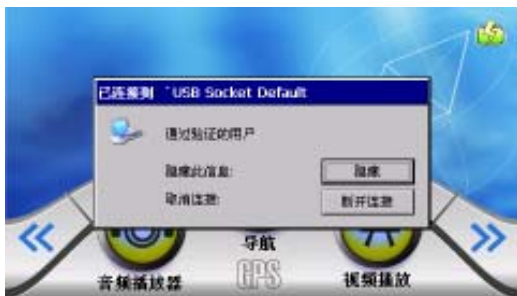 已连接到 `USB Socket Default
通过验证的用户
隐藏此信息:
隐藏
取消连接:
断开连接
音频播放器
导航
GPS
视频播放